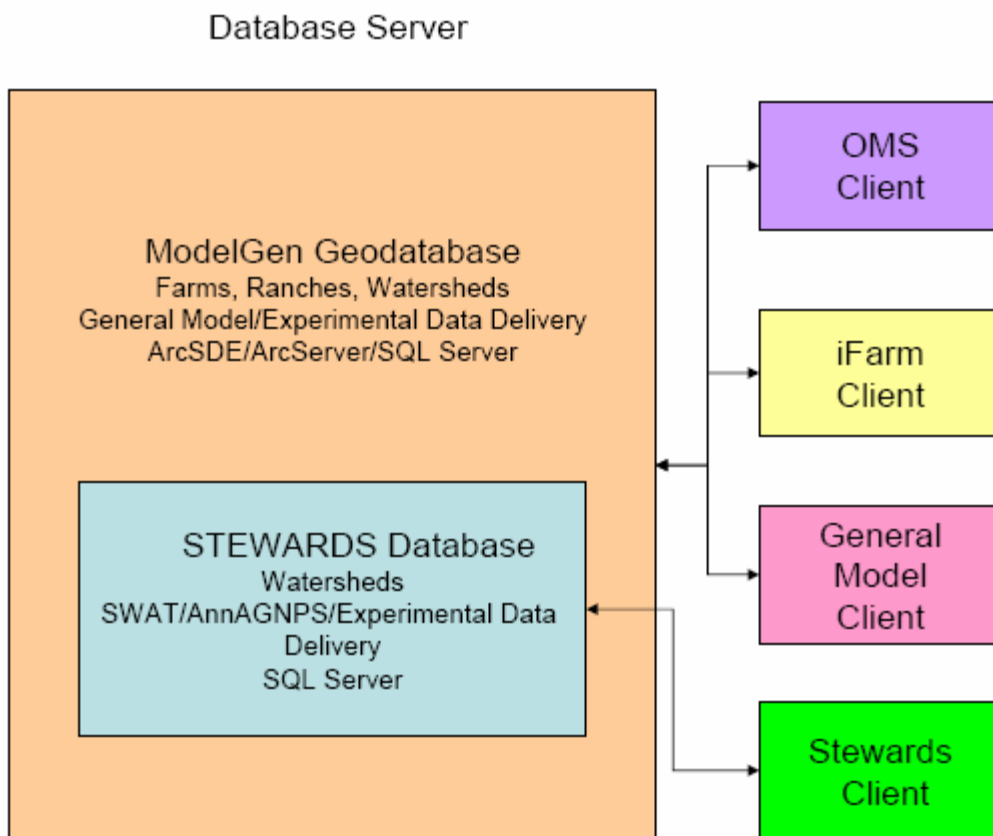 Database Server
ModelGen Geodatabase
Farms, Ranches, Watersheds
General Model/Experimental Data Delivery
ArcSDE/ArcServer/SQL Server
STEWARDS Database
Watersheds
SWAT/AnnAGNPS/Experimental Data
Delivery
SQL Server
OMS
Client
iFarm
Client
General
Model
Client
Stewards
Client